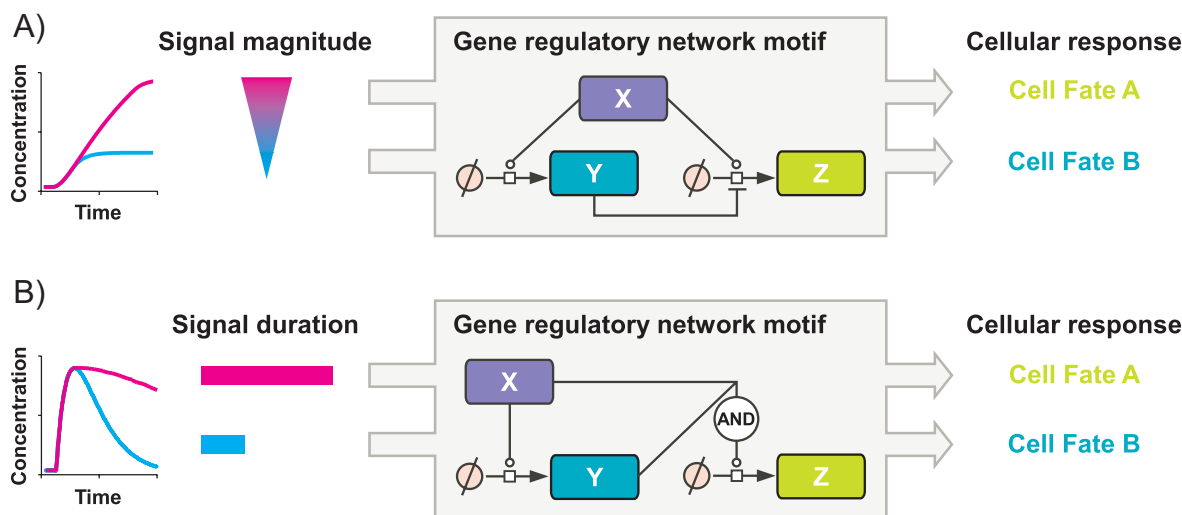 A)
Signal magnitude
Gene regulatory network motif
Cellular response
Concentration
Time
X
Y
Z
Cell Fate A
Cell Fate B
B)
Signal duration
Gene regulatory network motif
Cellular response
Concentration
Time
X
AND
Y
Z
Cell Fate A
Cell Fate B